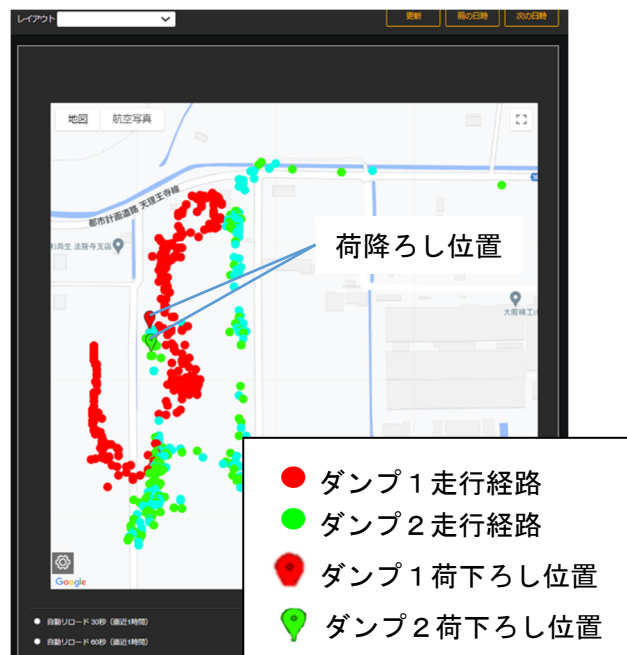 レイアウト
更新
前の日時
次の日時
地図
航空写真
都市計画道路 天理王寺線
法隆寺支店
荷降ろし位置
ダンプ1走行経路
ダンプ2走行経路
ダンプ1荷下ろし位置
ダンプ2荷下ろし位置
Google
自動リロード 30秒 (直近1時間)
自動リロード 60秒 (直近1時間)